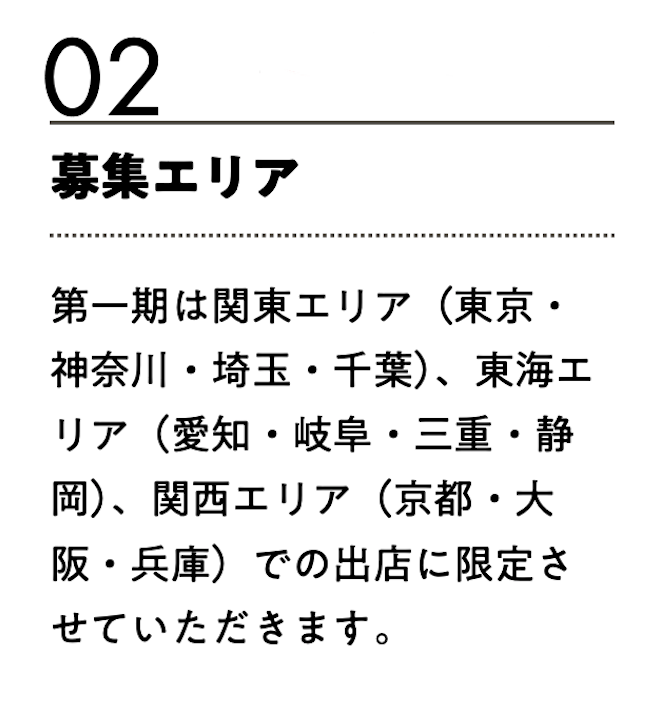 02
募集エリア
第一期は関東エリア（東京・
神奈川・埼玉・千葉）、東海エ
リア（愛知・岐阜・三重・静
岡）、関西エリア（京都・大
阪・兵庫）での出店に限定さ
せていただきます。